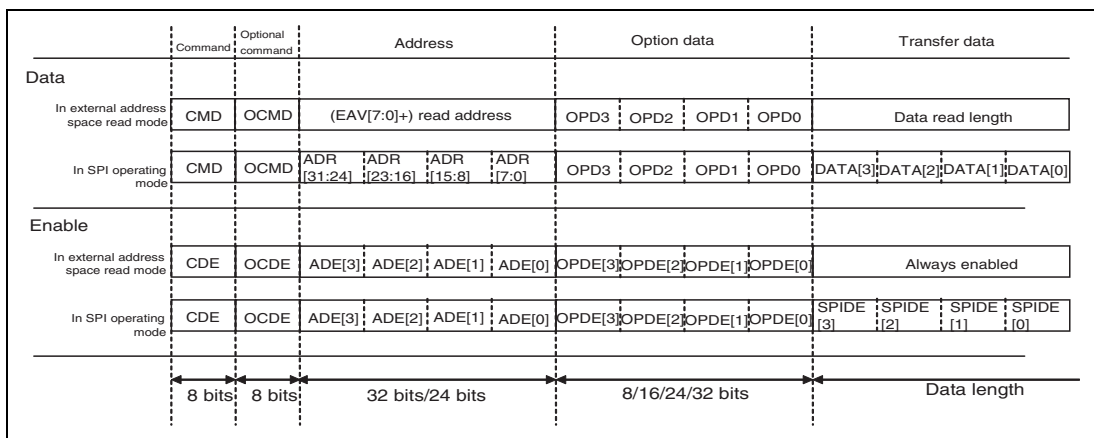 Command Optional command Address Option data Transfer data
Data
In external address space read mode CMD OCMD (EAV[7:0]+) read address OPD3 OPD2 OPD1 OPD0 Data read length
In SPI operating mode CMD OCMD ADR [31:24] ADR [23:16] ADR [15:8] ADR [7:0] OPD3 OPD2 OPD1 OPD0 DATA[3] DATA[2] DATA[1] DATA[0]
Enable
In external address space read mode CDE OCDE ADE[3] ADE[2] ADE[1] ADE[0] OPDE[3] OPDE[2] OPDE[1] OPDE[0] Always enabled
In SPI operating mode CDE OCDE ADE[3] ADE[2] ADE[1] ADE[0] OPDE[3] OPDE[2] OPDE[1] OPDE[0] SPIDE [3] SPIDE [2] SPIDE [1] SPIDE [0]
8 bits 8 bits 32 bits/24 bits 8/16/24/32 bits Data length